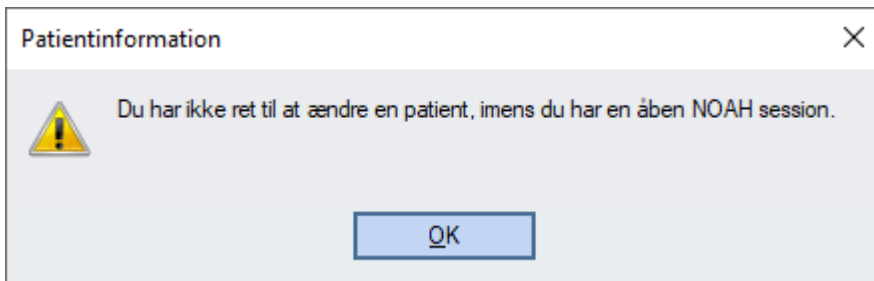 Patientinformation
Du har ikke ret til at ændre en patient, imens du har en åben NOAH session.
OK